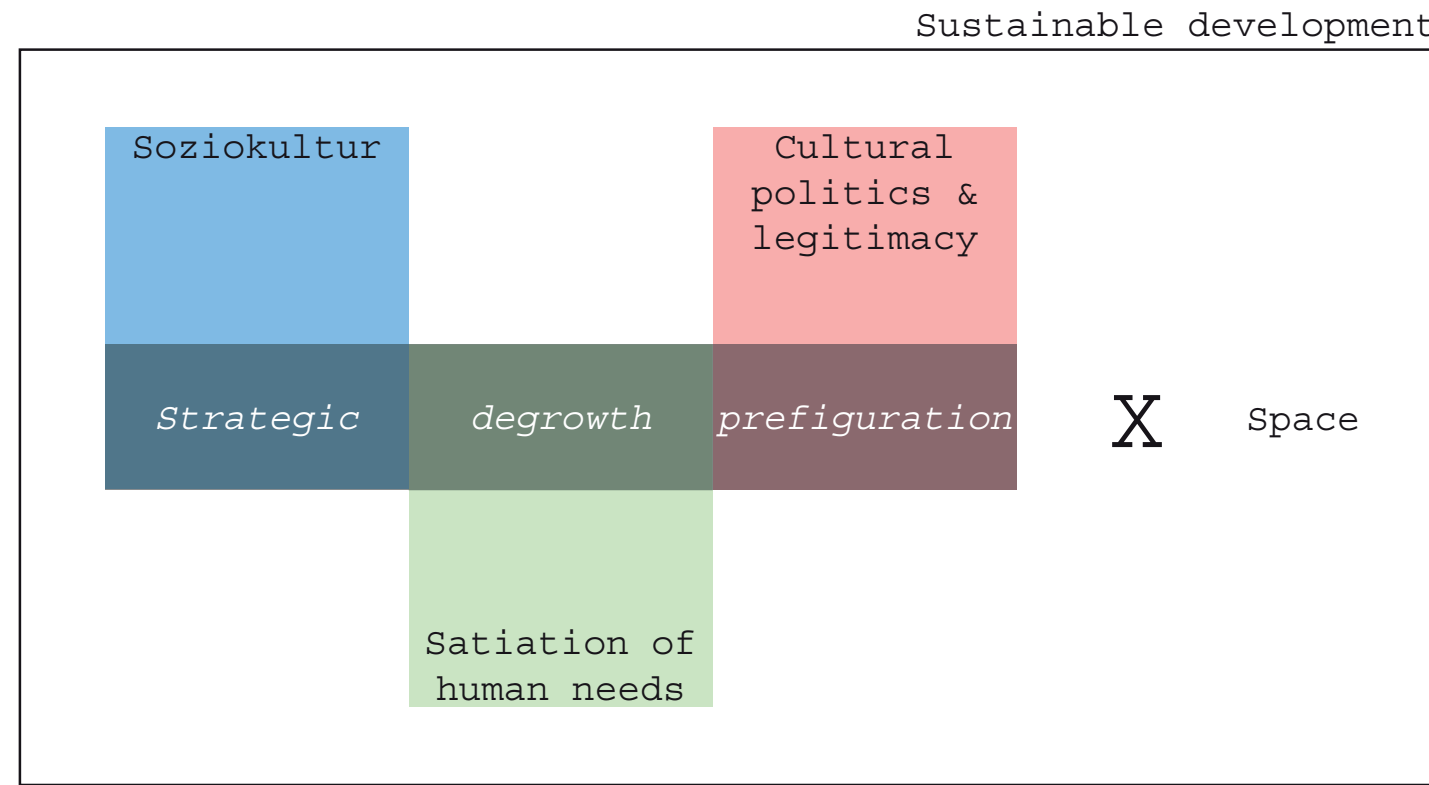 Sustainable development
Soziokultur
Cultural
politics &
legitimacy
Strategic
degrowth
prefiguration
X
Space
Satiation of
human needs